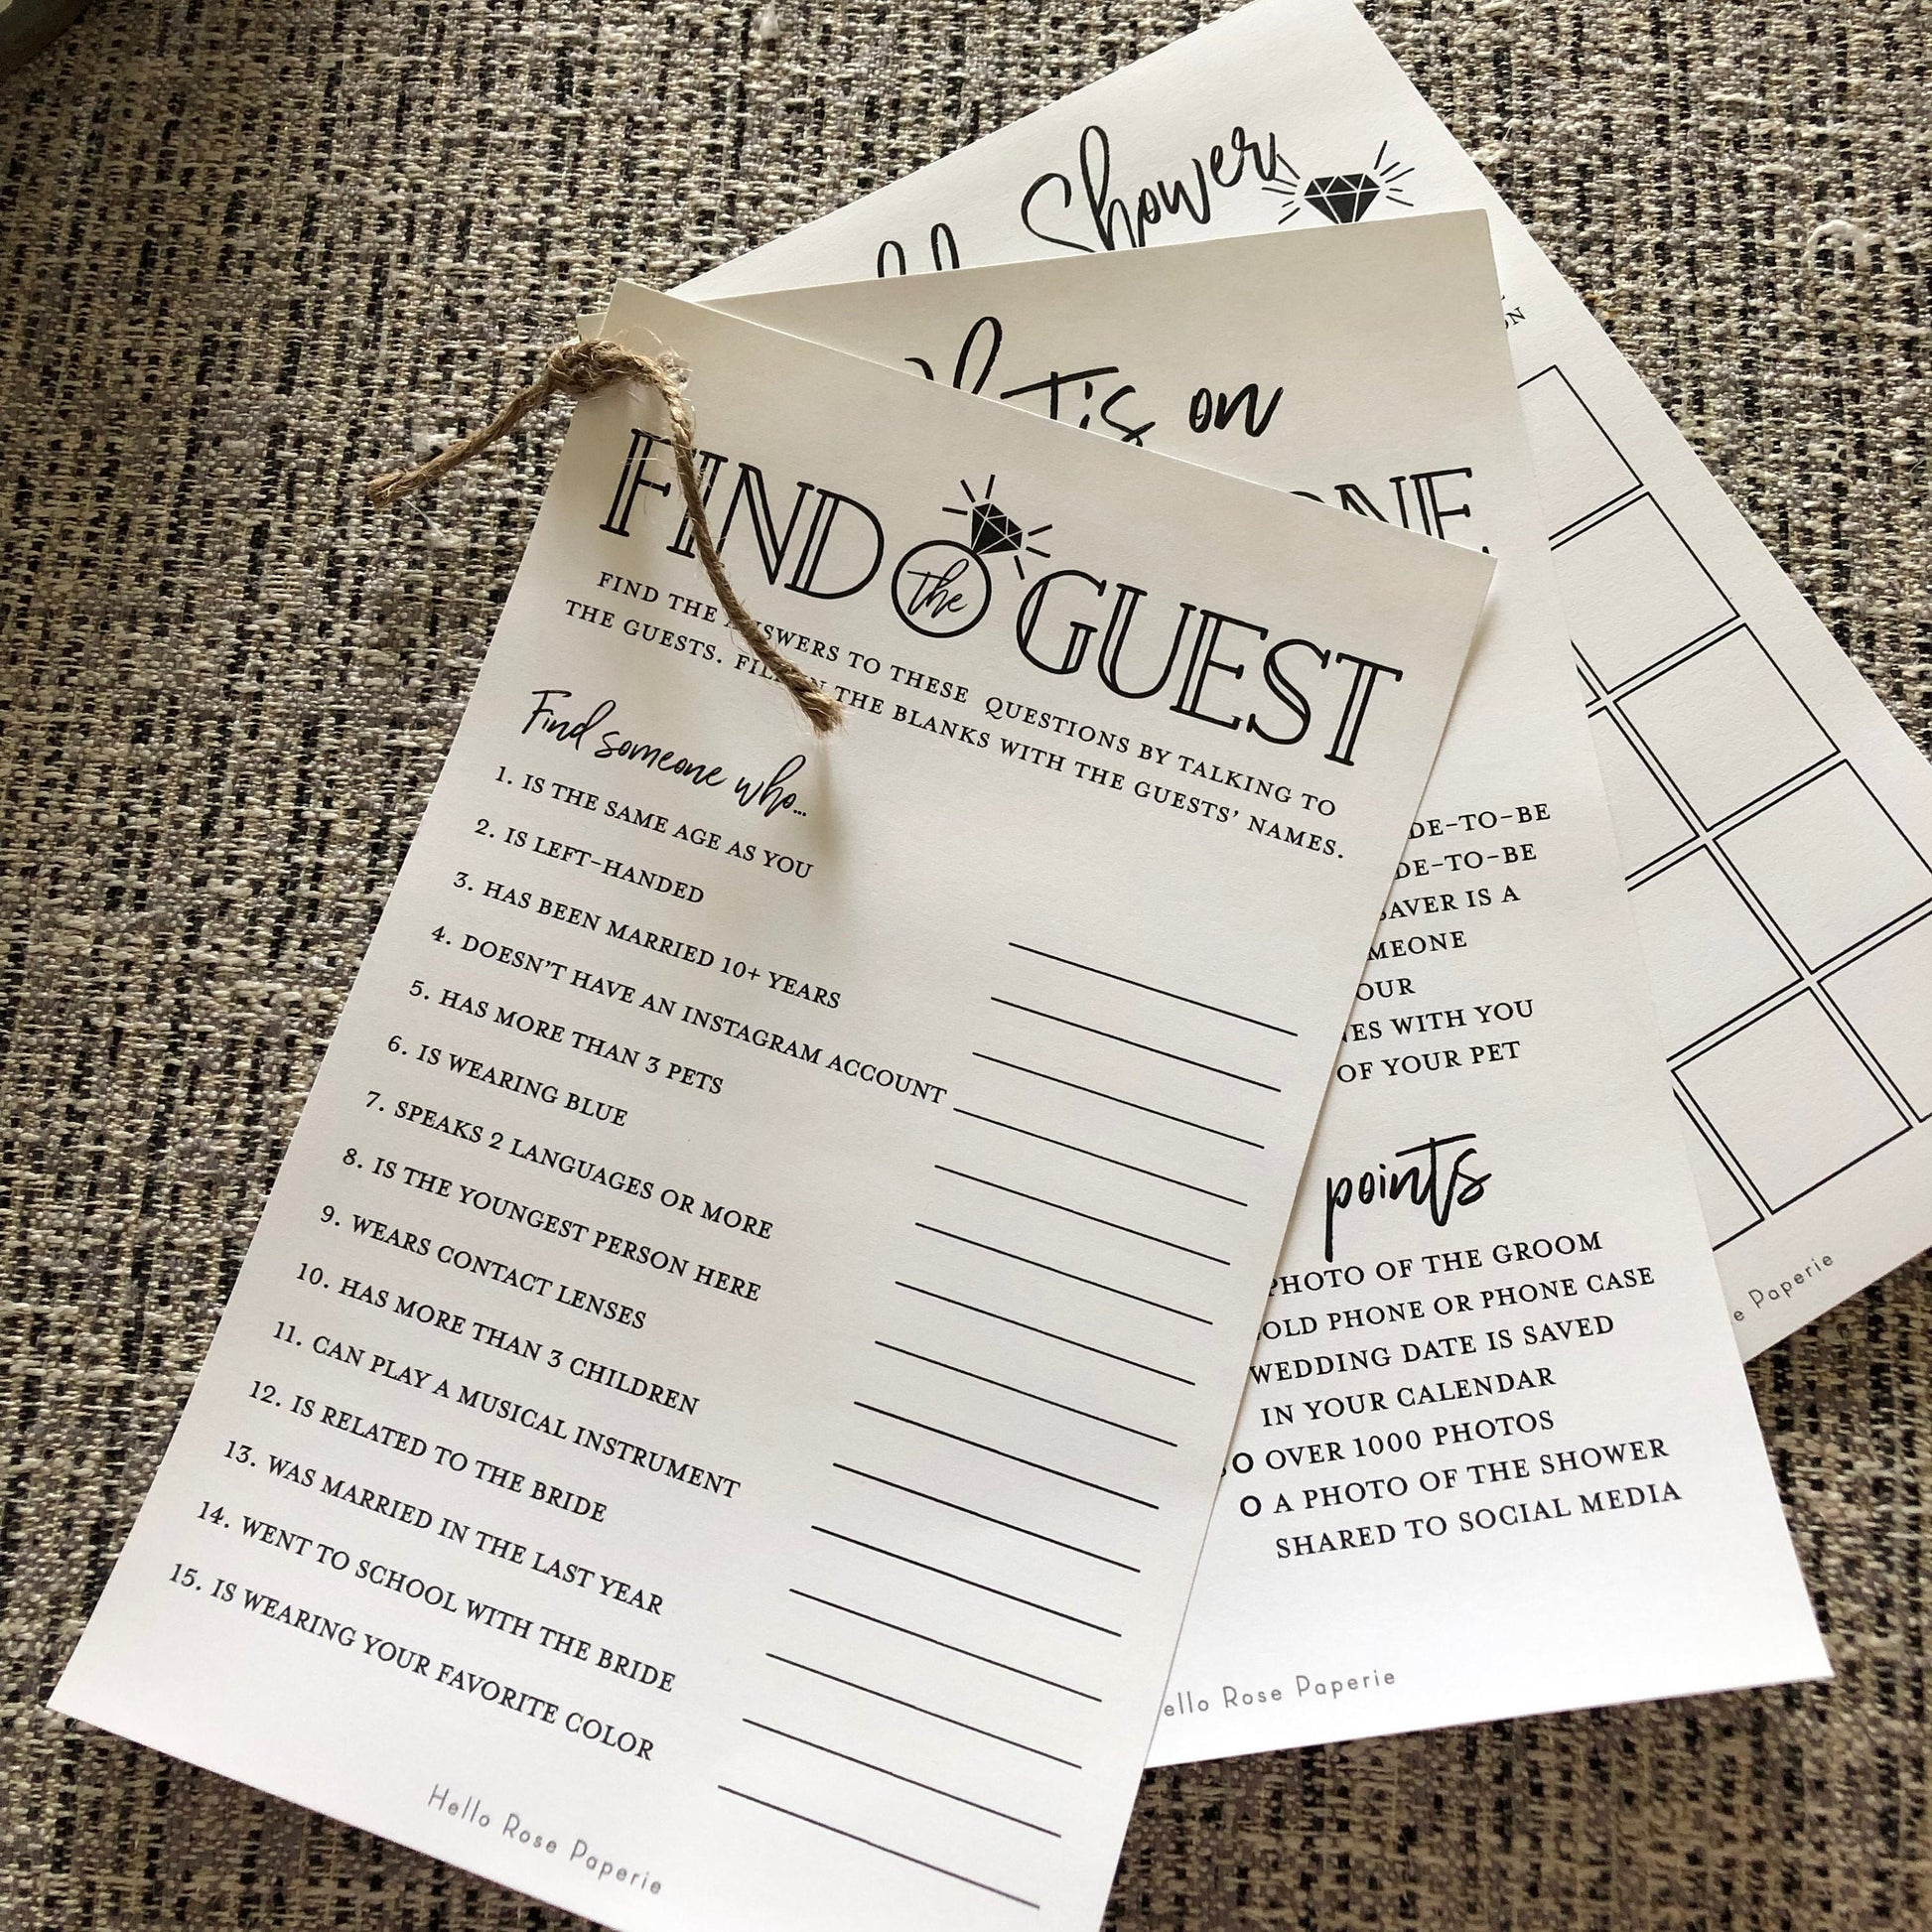 Shower
is on
FIND the GUEST
FIND THE ANSWERS TO THESE QUESTIONS BY TALKING TO
THE GUESTS. FILL IN THE BLANKS WITH THE GUESTS' NAMES.
Find someone who...
1. IS THE SAME AGE AS YOU
2. IS LEFT-HANDED
3. HAS BEEN MARRIED 10+ YEARS
4. DOESN'T HAVE AN INSTAGRAM ACCOUNT
5. HAS MORE THAN 3 PETS
6. IS WEARING BLUE
7. SPEAKS 2 LANGUAGES OR MORE
8. IS THE YOUNGEST PERSON HERE
9. WEARS CONTACT LENSES
10. HAS MORE THAN 3 CHILDREN
11. CAN PLAY A MUSICAL INSTRUMENT
12. IS RELATED TO THE BRIDE
13. WAS MARRIED IN THE LAST YEAR
14. WENT TO SCHOOL WITH THE BRIDE
15. IS WEARING YOUR FAVORITE COLOR
Hello Rose Paperie
DE-TO-BE
DE-TO-BE
SAVER IS A
MEONE
OUR
NES WITH YOU
OF YOUR PET
points
PHOTO OF THE GROOM
OLD PHONE OR PHONE CASE
WEDDING DATE IS SAVED
IN YOUR CALENDAR
O OVER 1000 PHOTOS
O A PHOTO OF THE SHOWER
SHARED TO SOCIAL MEDIA
ello Rose Paperie
e Paperie